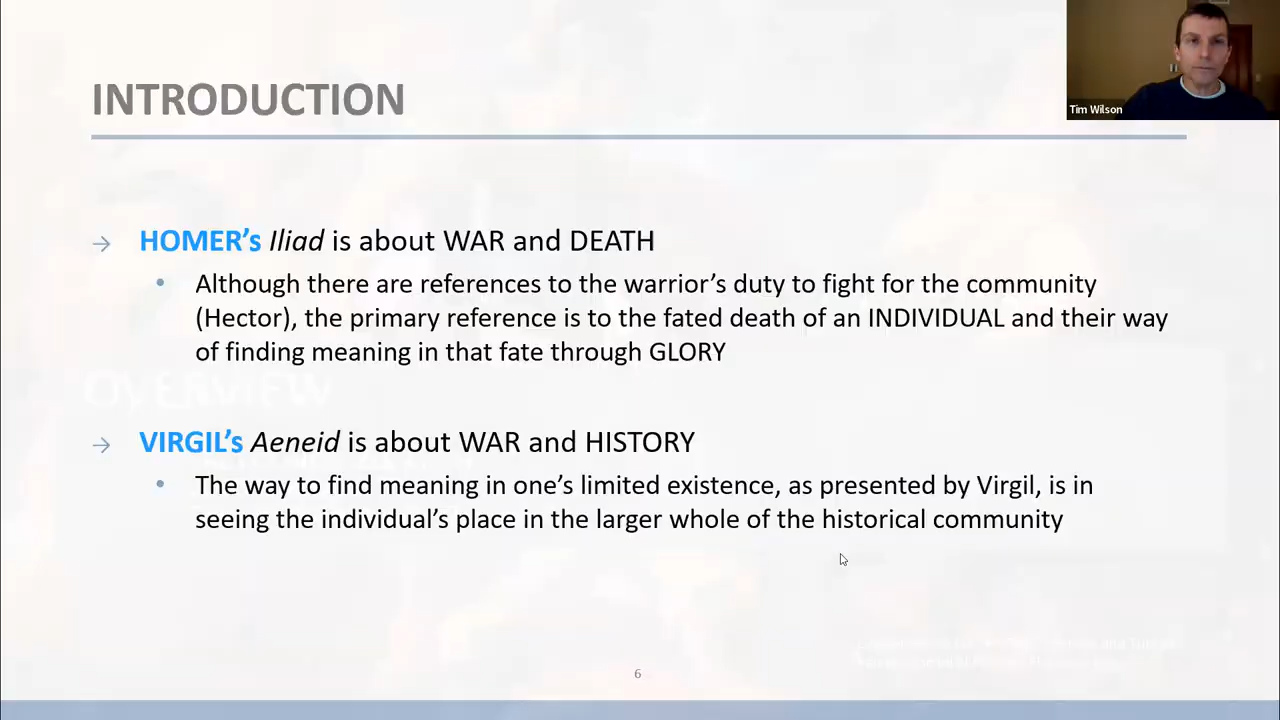 INTRODUCTION
Tim Wilson
→ HOMER’s Iliad is about WAR and DEATH
• Although there are references to the warrior’s duty to fight for the community
(Hector), the primary reference is to the fated death of an INDIVIDUAL and their way
of finding meaning in that fate through GLORY
OVERVIEW
→ VIRGIL’s Aeneid is about WAR and HISTORY
• The way to find meaning in one’s limited existence, as presented by Virgil, is in
seeing the individual’s place in the larger whole of the historical community
6